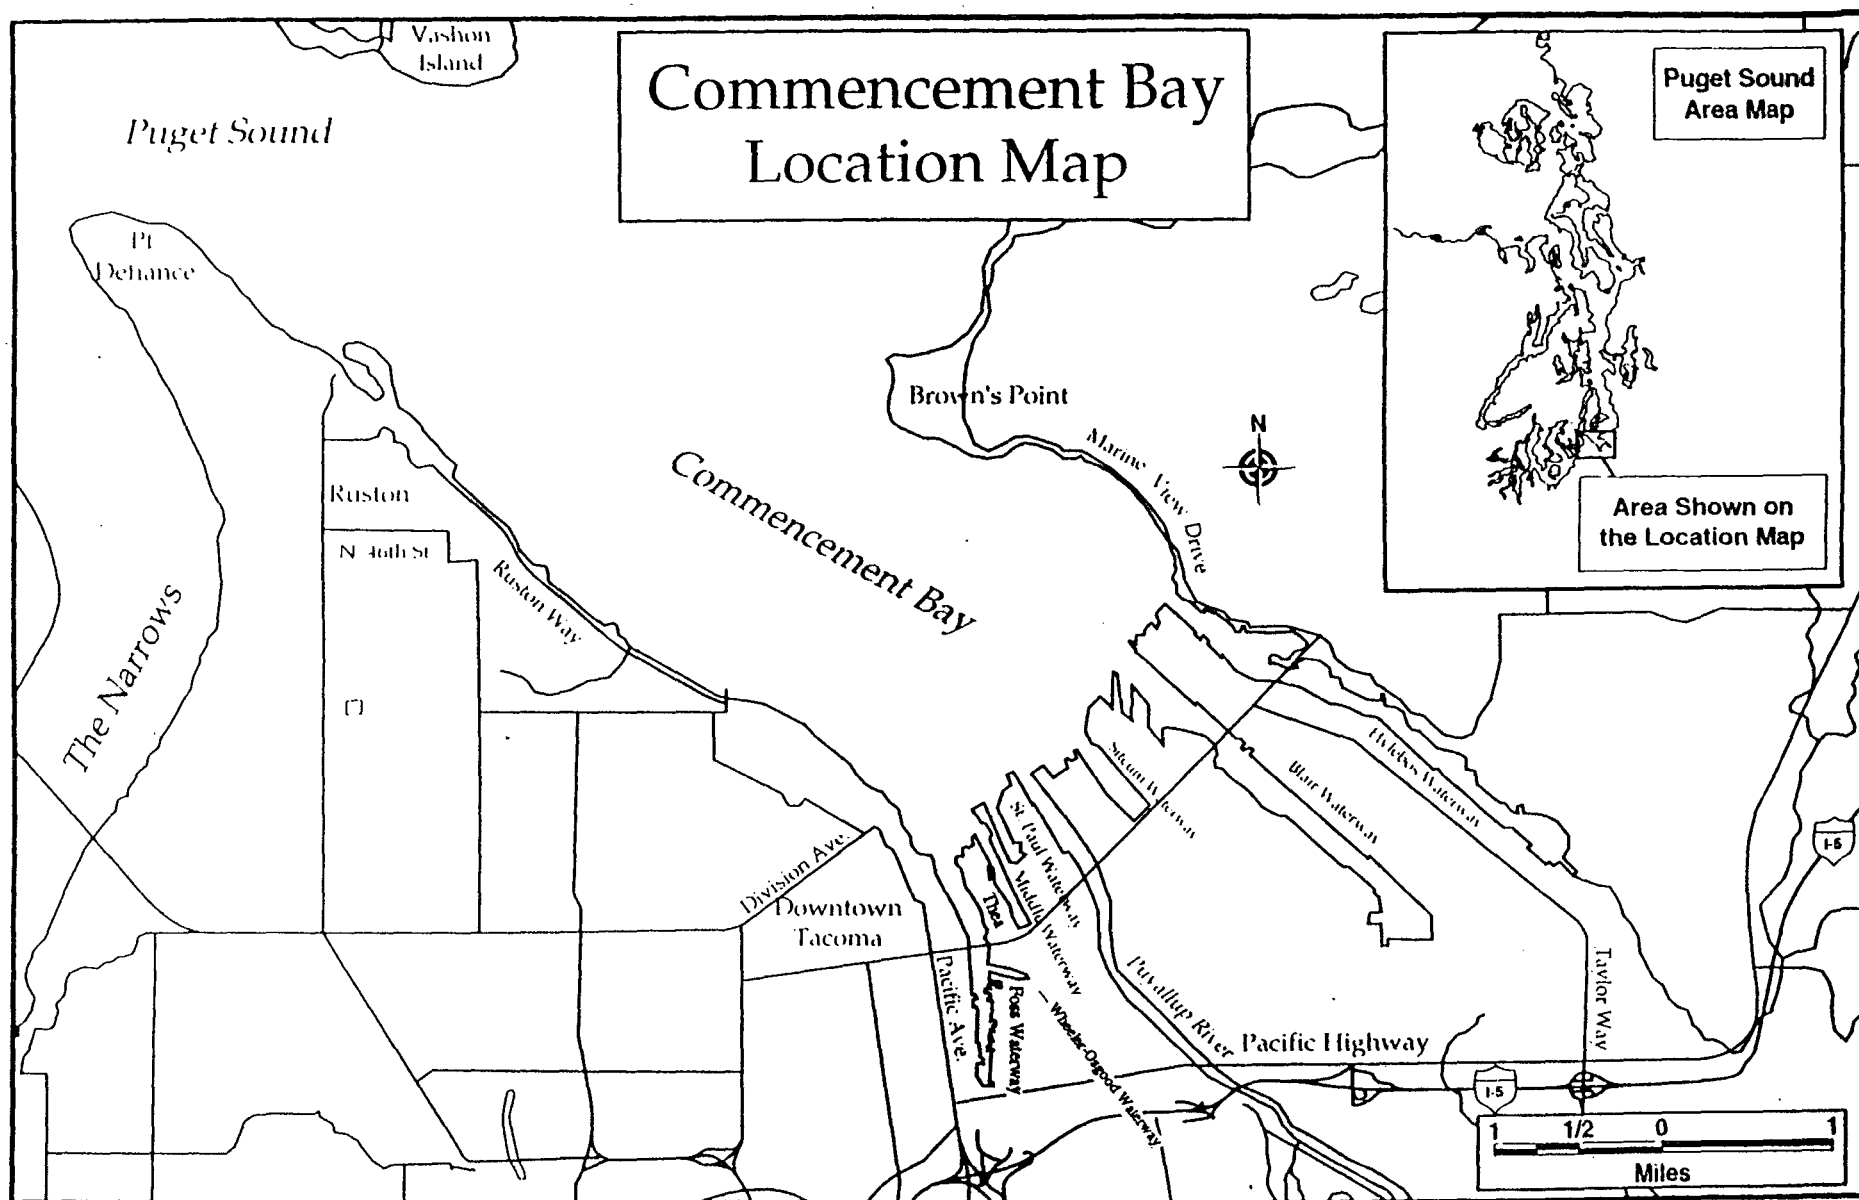 Vashon
Island
Commencement Bay
Location Map
Puget Sound
Area Map
Puget Sound
Pt
Defiance
Brown's Point
N
Marine View Drive
Commencement Bay
Area Shown on
the Location Map
Ruston
N 46th St
Ruston Way
The Narrows
Sitcum Waterway
Blair Waterway
Hylebos Waterway
I-5
St. Paul Waterway
Middle Waterway
Thea
Division Ave.
Downtown
Tacoma
Pacific Ave.
Foss Waterway
Wheeler-Osgood Waterway
Puyallup River
Pacific Highway
Taylor Way
I-5
1 1/2 0 1
Miles